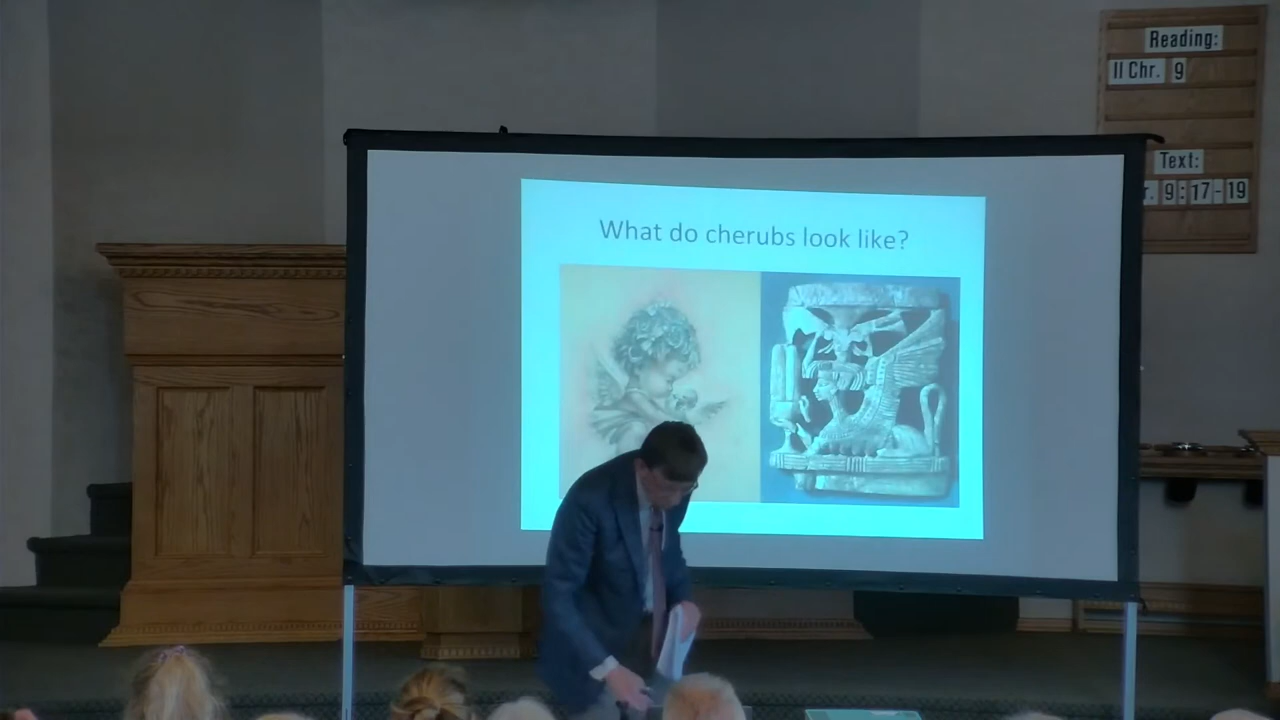 Reading:
II Chr. 9
Text:
9:17-19
What do cherubs look like?